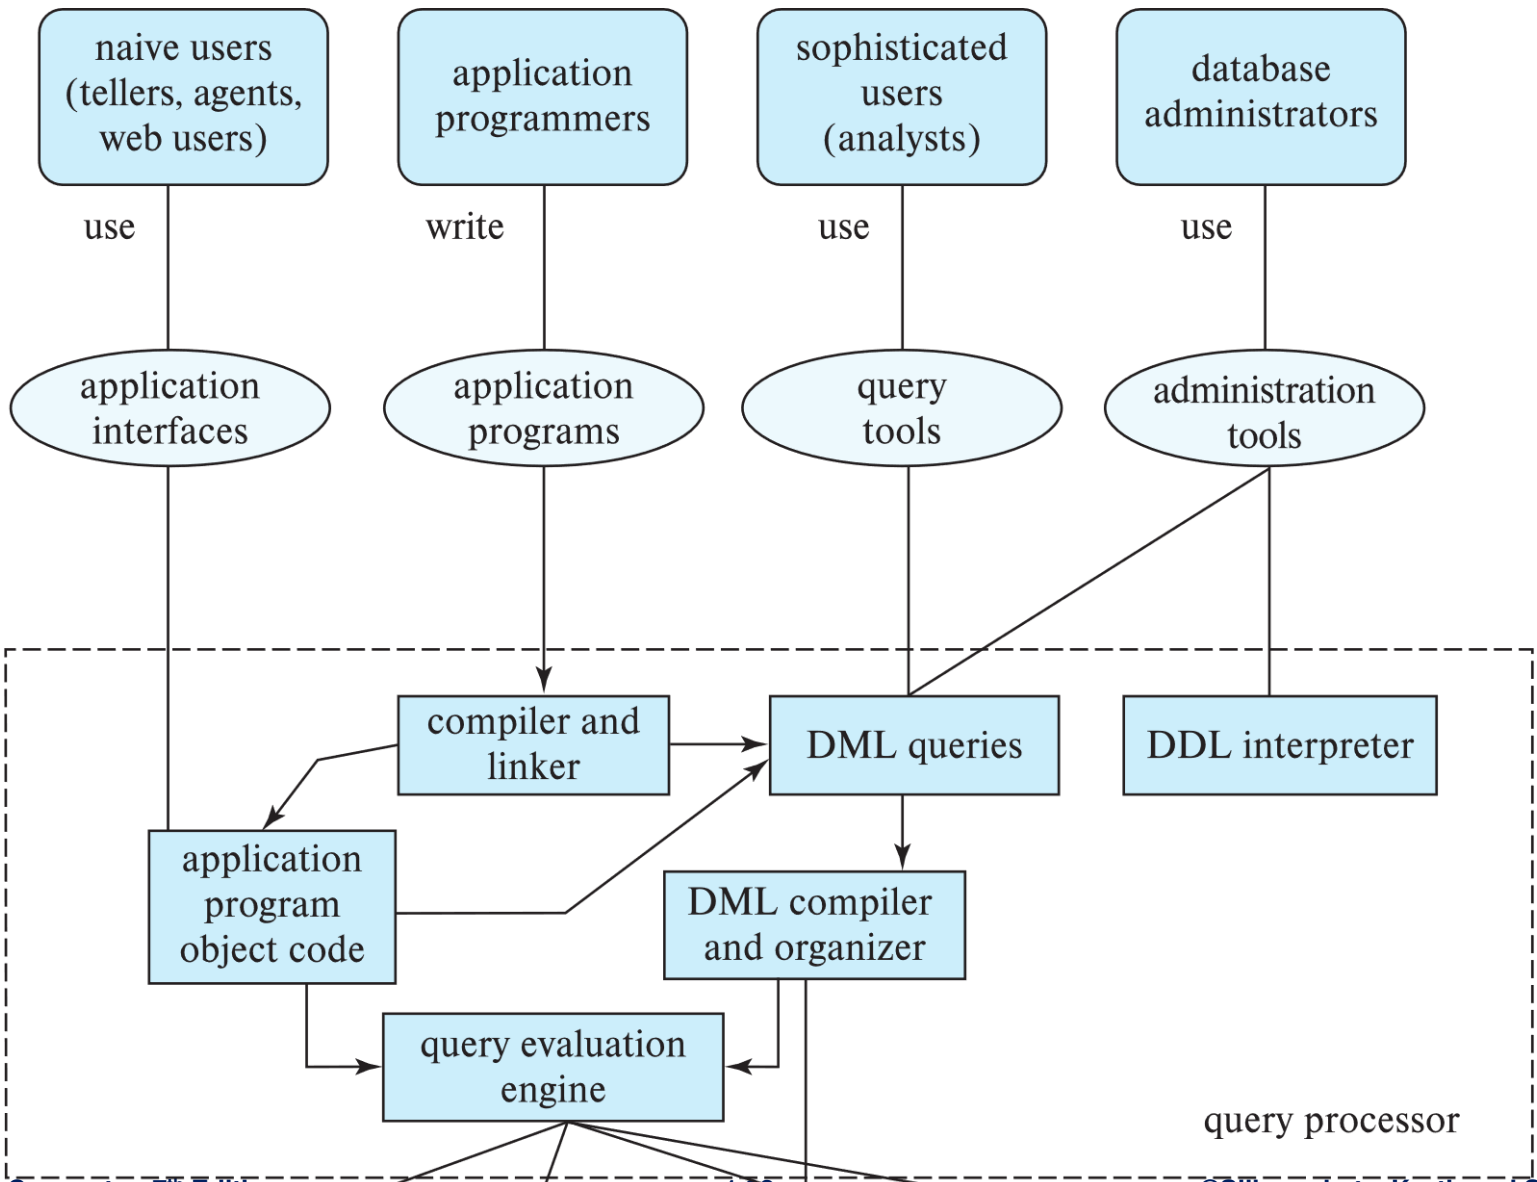 naive users
(tellers, agents,
web users)
application
programmers
sophisticated
users
(analysts)
database
administrators
use
write
use
use
application
interfaces
application
programs
query
tools
administration
tools
compiler and
linker
DML queries
DDL interpreter
application
program
object code
DML compiler
and organizer
query evaluation
engine
query processor